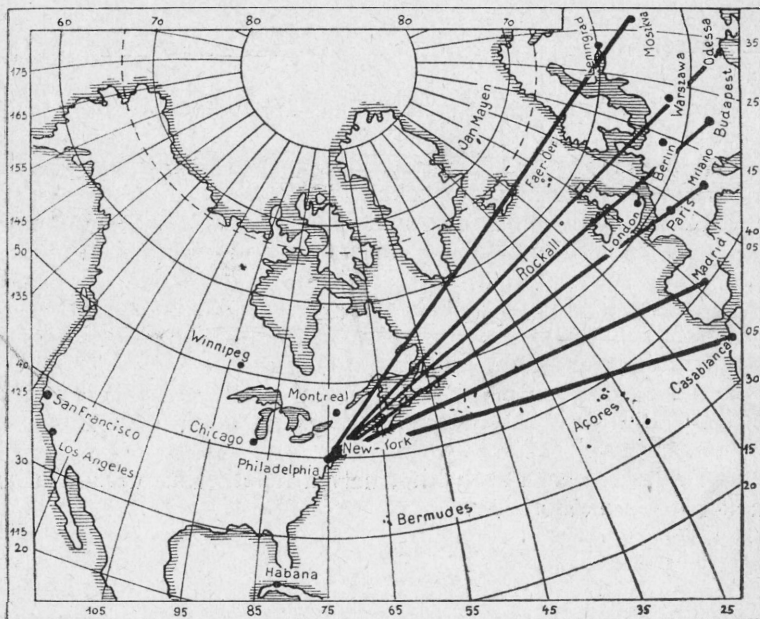 60 70 80 80 70
35
175
165
155
145
50
135
40
115
30
115
20
25
45
40
05
30
15
20
105 95 85 75 65 55 45 35 25
Leningrad
Moskva
Warszawa
Odessa
Budapest
Berlin
Milano
Jan Mayen
Faer-Oer
London
Paris
Rockall
Madrid
Casablanca
Winnipeg
Montreal
San Francisco
Chicago
New-York
Açores
Los Angeles
Philadelphia
Bermudes
Habana